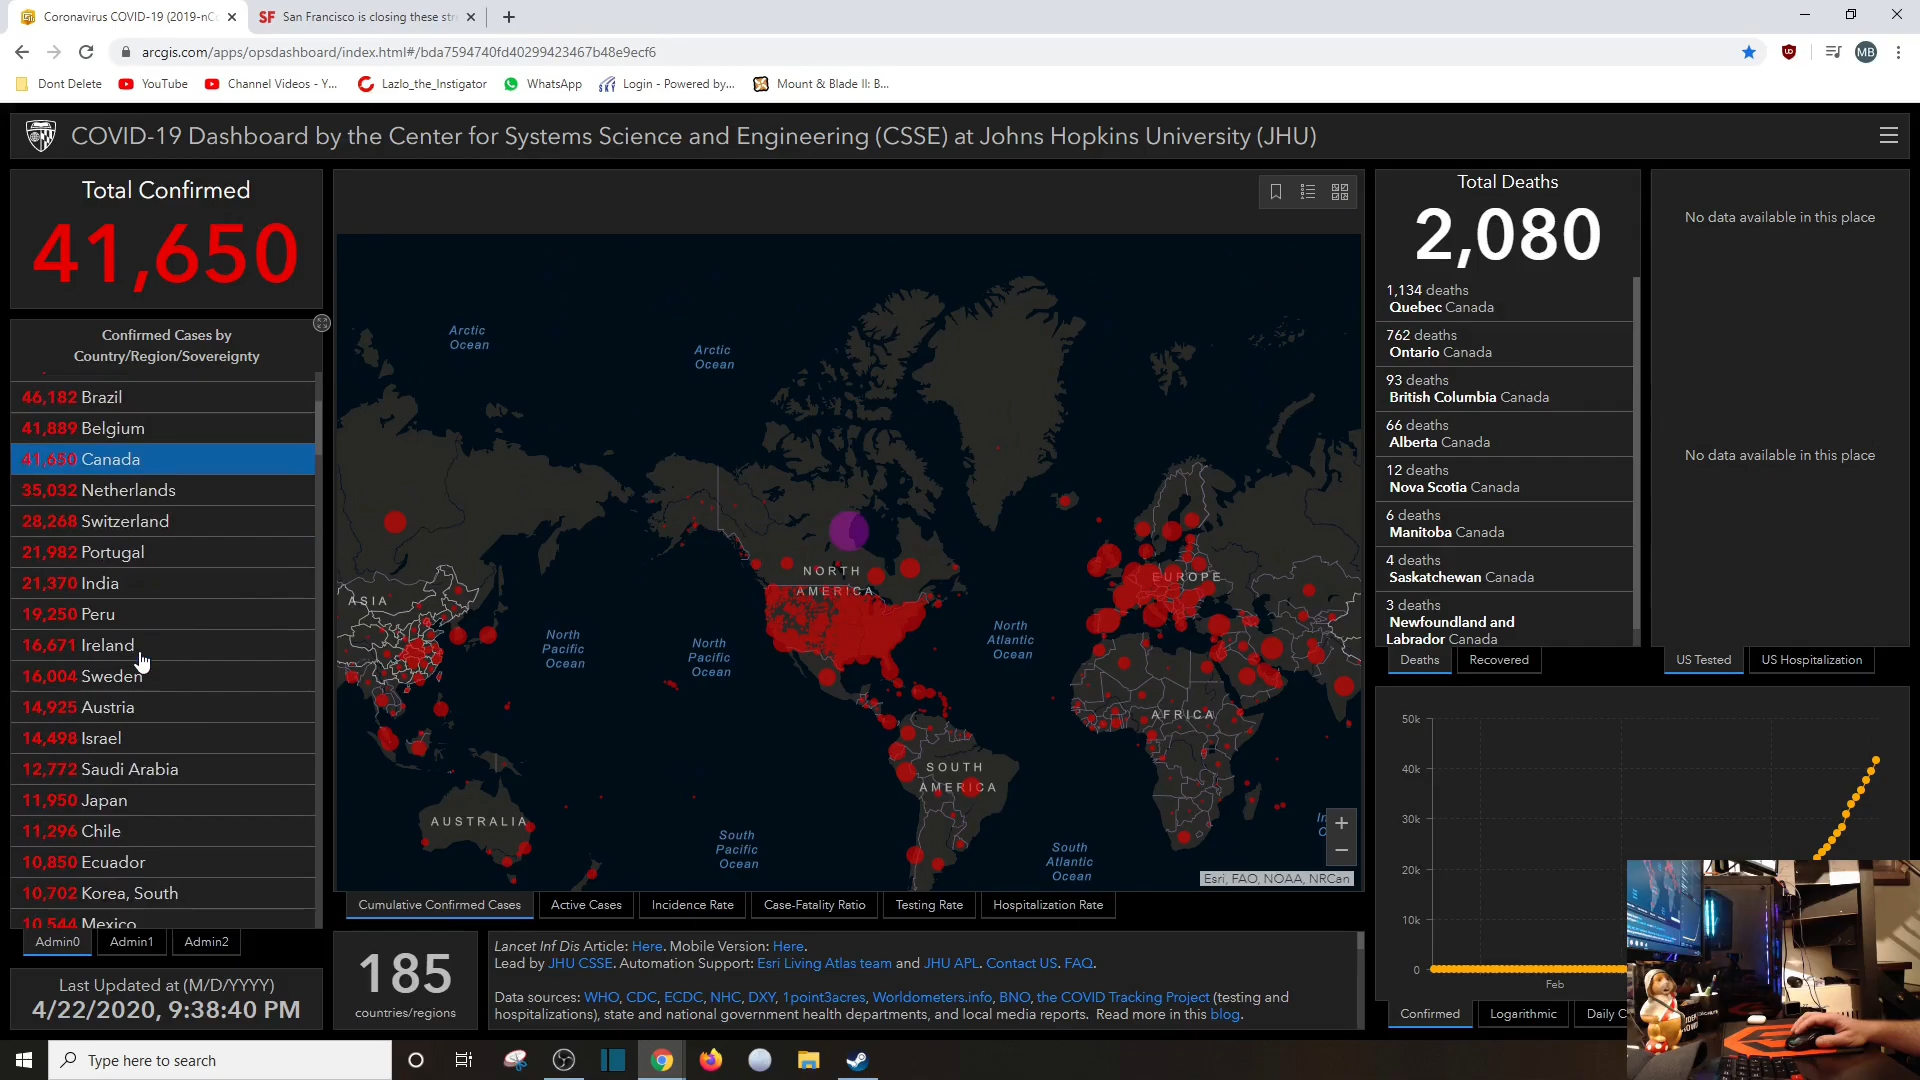 Coronavirus COVID-19 (2019-nC
San Francisco is closing these str
arcgis.com/apps/opsdashboard/index.html#/bda7594740fd40299423467b48e9ecf6
MB
Dont Delete
YouTube
Channel Videos - Y...
Lazlo_the_Instigator
WhatsApp
Login - Powered by...
Mount & Blade II: B...
COVID-19 Dashboard by the Center for Systems Science and Engineering (CSSE) at Johns Hopkins University (JHU)
Total Confirmed
41,650
Confirmed Cases by
Country/Region/Sovereignty
46,182 Brazil
41,889 Belgium
41,650 Canada
35,032 Netherlands
28,268 Switzerland
21,982 Portugal
21,370 India
19,250 Peru
16,671 Ireland
16,004 Sweden
14,925 Austria
14,498 Israel
12,772 Saudi Arabia
11,950 Japan
11,296 Chile
10,850 Ecuador
10,702 Korea, South
10,544 Mexico
Admin0
Admin1
Admin2
Last Updated at (M/D/YYYY)
4/22/2020, 9:38:40 PM
Arctic
Ocean
Arctic
Ocean
NORTH
AMERICA
EUROPE
ASIA
North
Pacific
Ocean
North
Pacific
Ocean
North
Atlantic
Ocean
AFRICA
SOUTH
AMERICA
AUSTRALIA
South
Pacific
Ocean
South
Atlantic
Ocean
Esri, FAO, NOAA, NRCan
Cumulative Confirmed Cases
Active Cases
Incidence Rate
Case-Fatality Ratio
Testing Rate
Hospitalization Rate
185
countries/regions
Lancet Inf Dis Article: Here. Mobile Version: Here.
Lead by JHU CSSE. Automation Support: Esri Living Atlas team and JHU APL. Contact US. FAQ.
Data sources: WHO, CDC, ECDC, NHC, DXY, 1point3acres, Worldometers.info, BNO, the COVID Tracking Project (testing and
hospitalizations), state and national government health departments, and local media reports. Read more in this blog.
Total Deaths
2,080
1,134 deaths
Quebec Canada
762 deaths
Ontario Canada
93 deaths
British Columbia Canada
66 deaths
Alberta Canada
12 deaths
Nova Scotia Canada
6 deaths
Manitoba Canada
4 deaths
Saskatchewan Canada
3 deaths
Newfoundland and
Labrador Canada
Deaths
Recovered
No data available in this place
No data available in this place
US Tested
US Hospitalization
50k
40k
30k
20k
10k
0
Feb
Confirmed
Logarithmic
Daily C
Type here to search